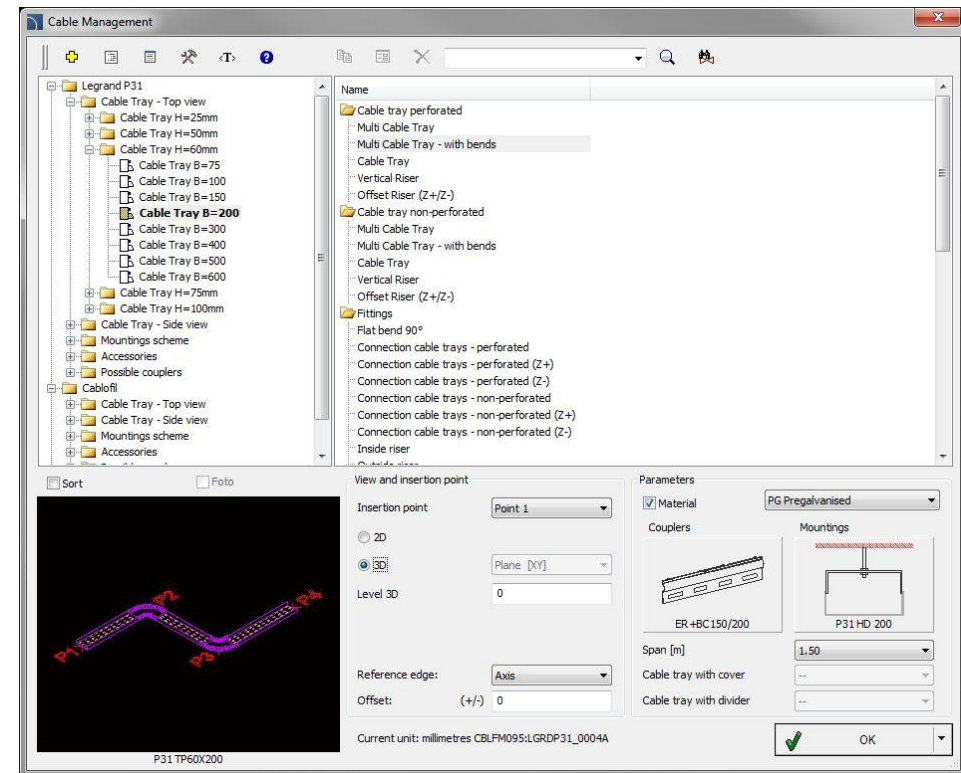 Cable Management
<T>
Legrand P31
Cable Tray - Top view
Cable Tray H=25mm
Cable Tray H=50mm
Cable Tray H=60mm
Cable Tray B=75
Cable Tray B=100
Cable Tray B=150
Cable Tray B=200
Cable Tray B=300
Cable Tray B=400
Cable Tray B=500
Cable Tray B=600
Cable Tray H=75mm
Cable Tray H=100mm
Cable Tray - Side view
Mountings scheme
Accessories
Possible couplers
Cablofil
Cable Tray - Top view
Cable Tray - Side view
Mountings scheme
Accessories
Name
Cable tray perforated
Multi Cable Tray
Multi Cable Tray - with bends
Cable Tray
Vertical Riser
Offset Riser (Z+/Z-)
Cable tray non-perforated
Multi Cable Tray
Multi Cable Tray - with bends
Cable Tray
Vertical Riser
Offset Riser (Z+/Z-)
Fittings
Flat bend 90°
Connection cable trays - perforated
Connection cable trays - perforated (Z+)
Connection cable trays - perforated (Z-)
Connection cable trays - non-perforated
Connection cable trays - non-perforated (Z+)
Connection cable trays - non-perforated (Z-)
Inside riser
Sort
Foto
P1
P2
P3
P4
P31 TP60X200
View and insertion point
Insertion point
Point 1
2D
3D
Plane [XY]
Level 3D
0
Reference edge:
Axis
Offset: (+/-)
0
Current unit: millimetres CBLFM095:LGRDP31_0004A
Parameters
Material
PG Pregalvanised
Couplers
Mountings
ER+BC150/200
P31 HD 200
Span [m]
1.50
Cable tray with cover
--
Cable tray with divider
--
OK